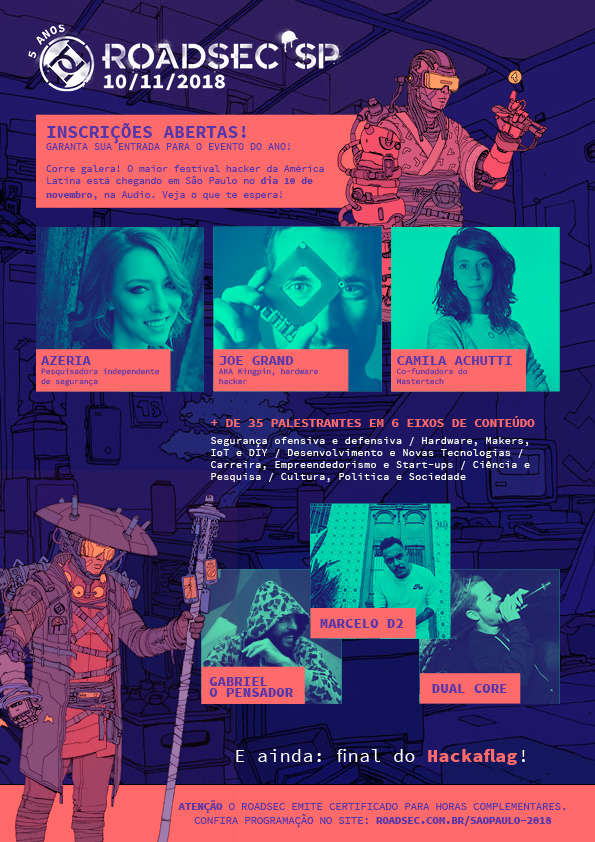 5 ANOS
ROADSEC SP
10/11/2018
INSCRIÇÕES ABERTAS!
GARANTA SUA ENTRADA PARA O EVENTO DO ANO!
Corre galera! O maior festival hacker da América
Latina está chegando em São Paulo no dia 10 de
novembro, na Audio. Veja o que te espera!
AZERIA
Pesquisadora independente
de segurança
JOE GRAND
AKA Kingpin, hardware
hacker
CAMILA ACHUTTI
Co-fundadora do
Mastertech
+ DE 35 PALESTRANTES EM 6 EIXOS DE CONTEÚDO
Segurança ofensiva e defensiva / Hardware, Makers,
IoT e DIY / Desenvolvimento e Novas Tecnologias /
Carreira, Empreendedorismo e Start-ups / Ciência e
Pesquisa / Cultura, Política e Sociedade
MARCELO D2
GABRIEL
O PENSADOR
DUAL CORE
E ainda: final do Hackaflag!
ATENÇÃO O ROADSEC EMITE CERTIFICADO PARA HORAS COMPLEMENTARES.
CONFIRA PROGRAMAÇÃO NO SITE: ROADSEC.COM.BR/SAOPAULO-2018